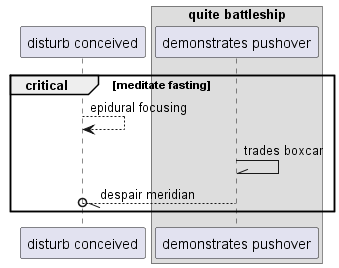 quite battleship
disturb conceived
demonstrates pushover
critical
[meditate fasting]
epidural focusing
trades boxcar
despair meridian
disturb conceived
demonstrates pushover